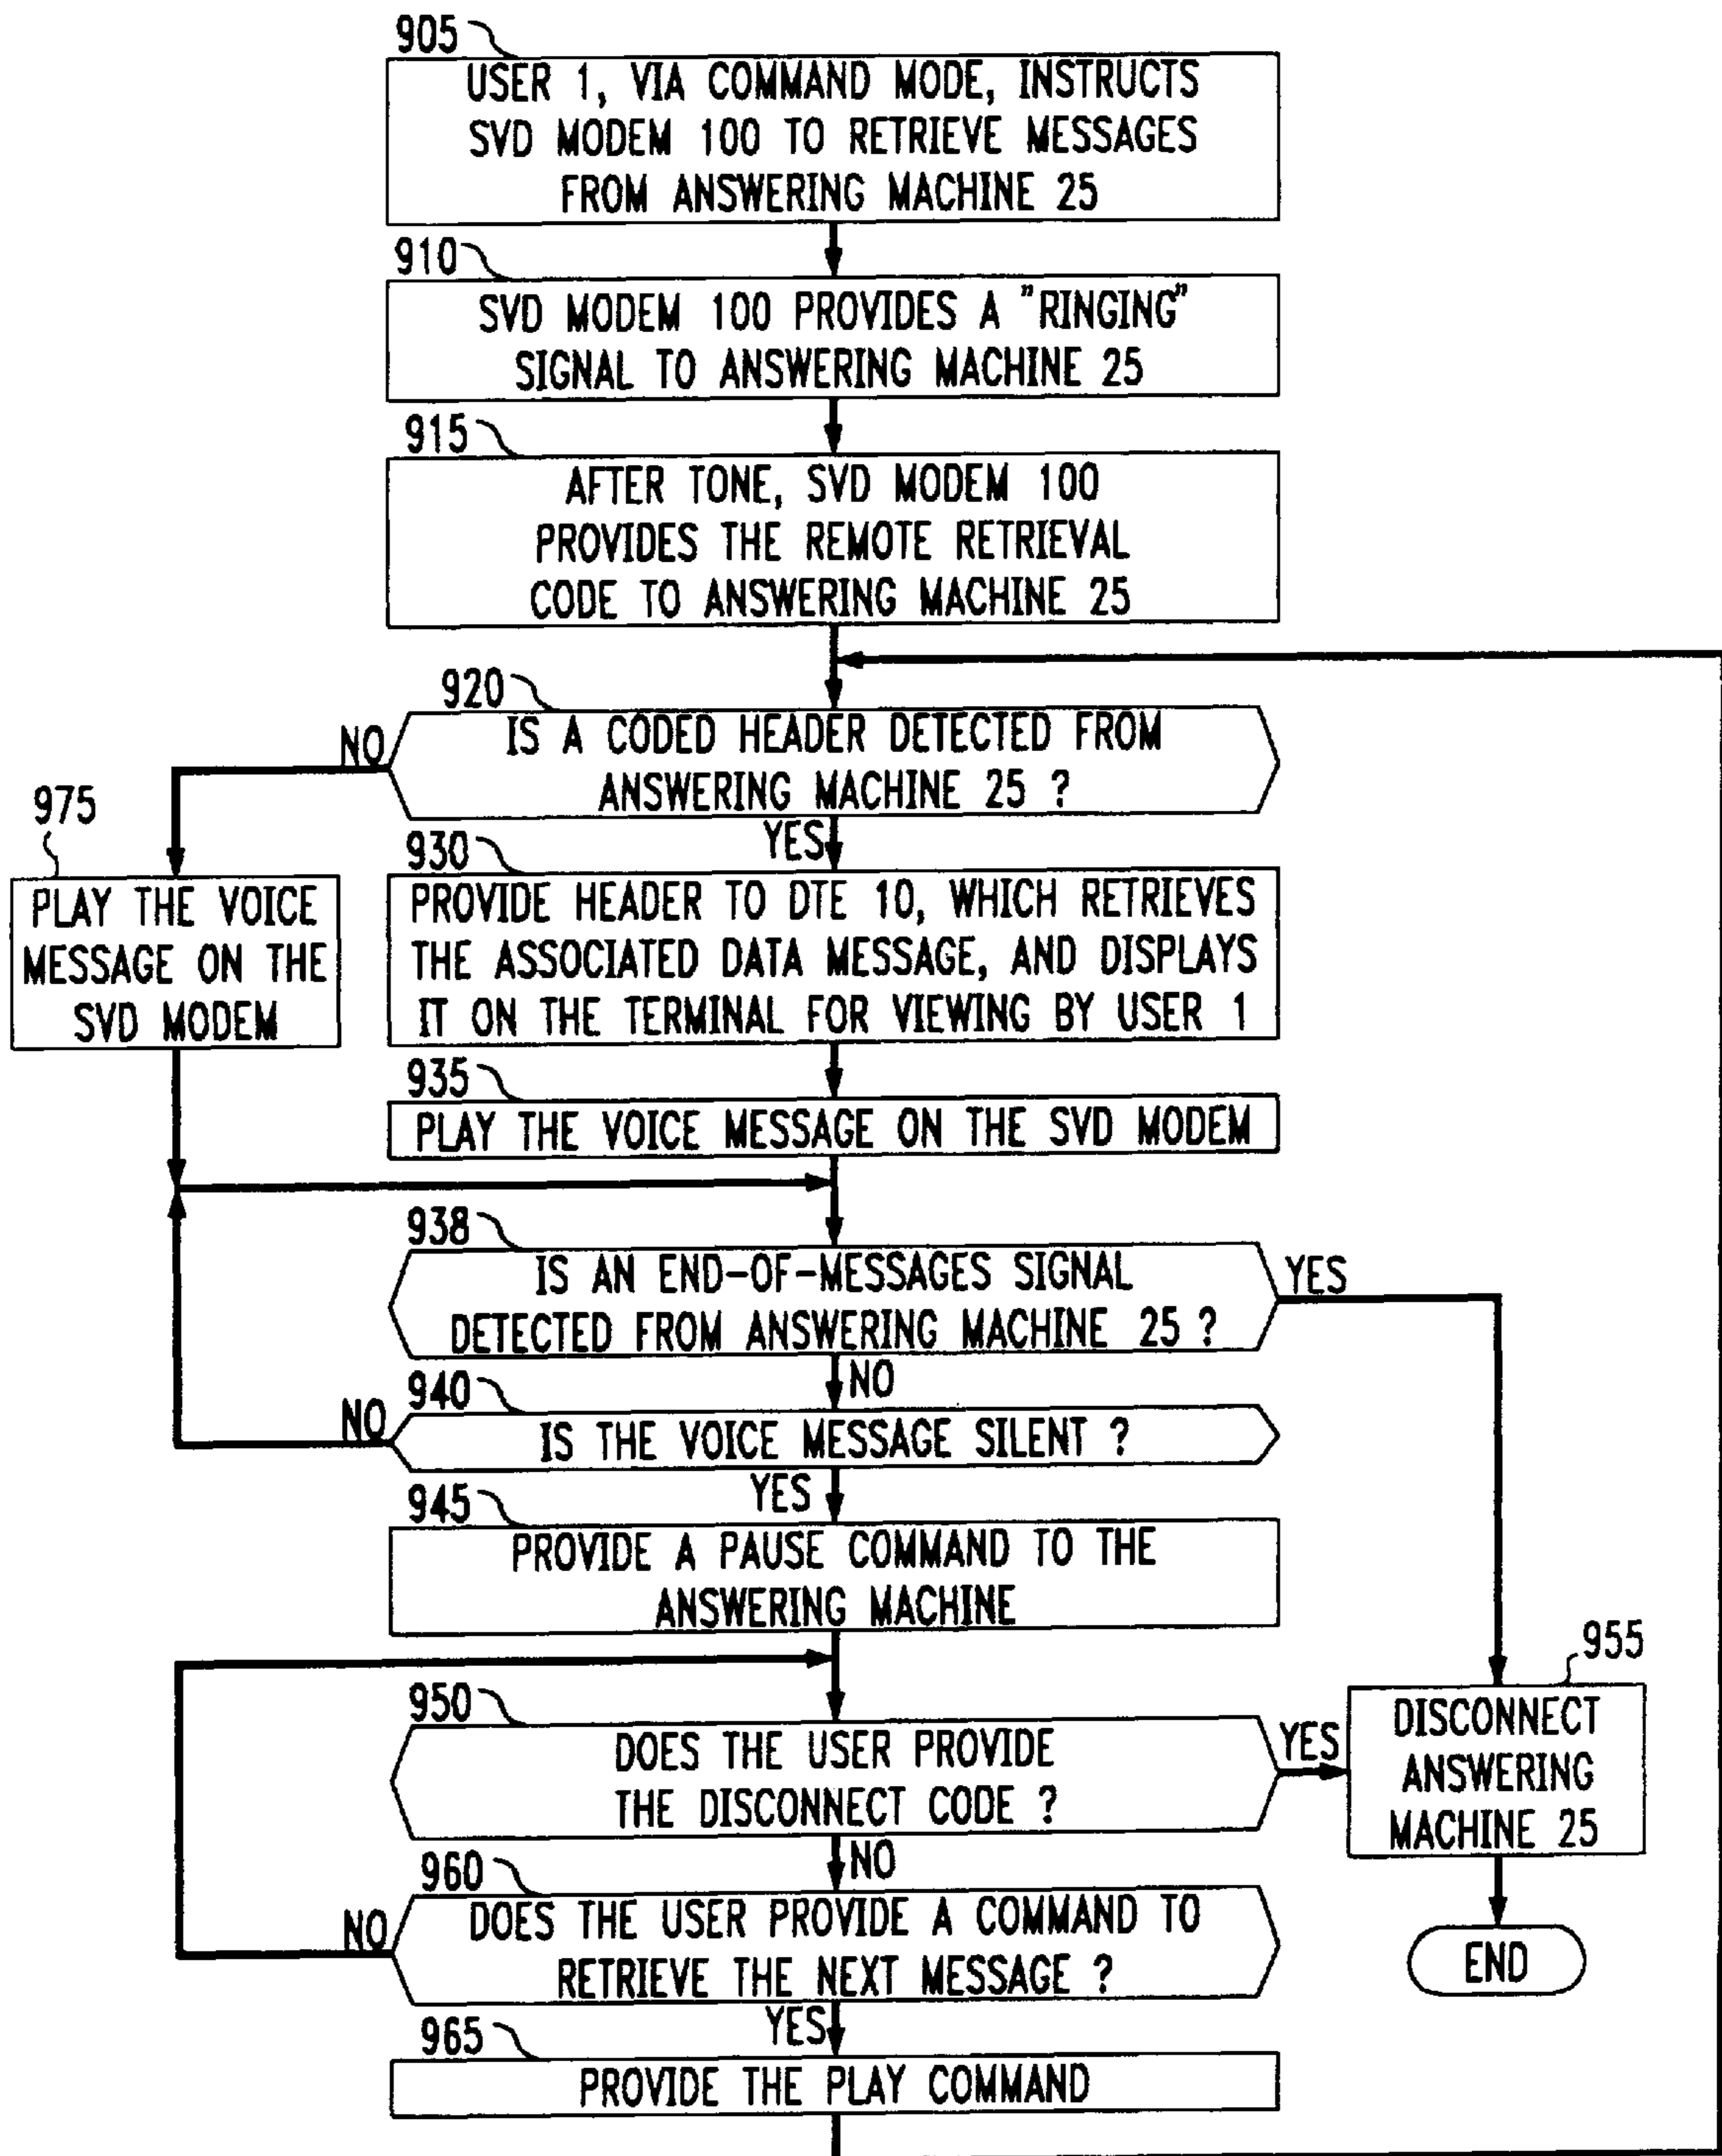 905
USER 1, VIA COMMAND MODE, INSTRUCTS
SVD MODEM 100 TO RETRIEVE MESSAGES
FROM ANSWERING MACHINE 25
910
SVD MODEM 100 PROVIDES A "RINGING"
SIGNAL TO ANSWERING MACHINE 25
915
AFTER TONE, SVD MODEM 100
PROVIDES THE REMOTE RETRIEVAL
CODE TO ANSWERING MACHINE 25
920
IS A CODED HEADER DETECTED FROM
ANSWERING MACHINE 25 ?
NO
YES
975
PLAY THE VOICE
MESSAGE ON THE
SVD MODEM
930
PROVIDE HEADER TO DTE 10, WHICH RETRIEVES
THE ASSOCIATED DATA MESSAGE, AND DISPLAYS
IT ON THE TERMINAL FOR VIEWING BY USER 1
935
PLAY THE VOICE MESSAGE ON THE SVD MODEM
938
IS AN END-OF-MESSAGES SIGNAL
DETECTED FROM ANSWERING MACHINE 25 ?
YES
NO
940
IS THE VOICE MESSAGE SILENT ?
NO
YES
945
PROVIDE A PAUSE COMMAND TO THE
ANSWERING MACHINE
950
DOES THE USER PROVIDE
THE DISCONNECT CODE ?
YES
NO
955
DISCONNECT
ANSWERING
MACHINE 25
END
960
DOES THE USER PROVIDE A COMMAND TO
RETRIEVE THE NEXT MESSAGE ?
NO
YES
965
PROVIDE THE PLAY COMMAND